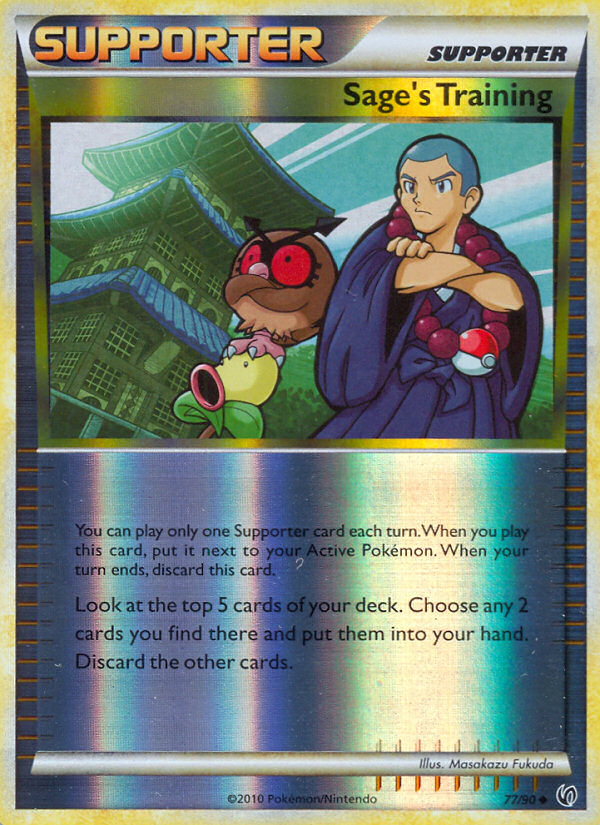 SUPPORTER
SUPPORTER
Sage's Training
You can play only one Supporter card each turn. When you play
this card, put it next to your Active Pokémon. When your
turn ends, discard this card.
Look at the top 5 cards of your deck. Choose any 2
cards you find there and put them into your hand.
Discard the other cards.
Illus. Masakazu Fukuda
©2010 Pokémon/Nintendo
77/90